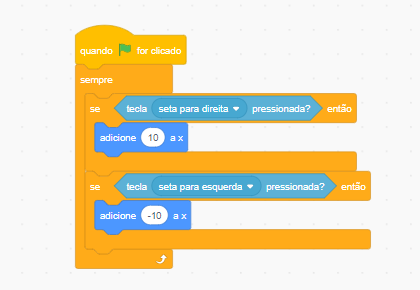 quando for clicado
sempre
se tecla seta para direita pressionada? então
adicione 10 a x
se tecla seta para esquerda pressionada? então
adicione -10 a x